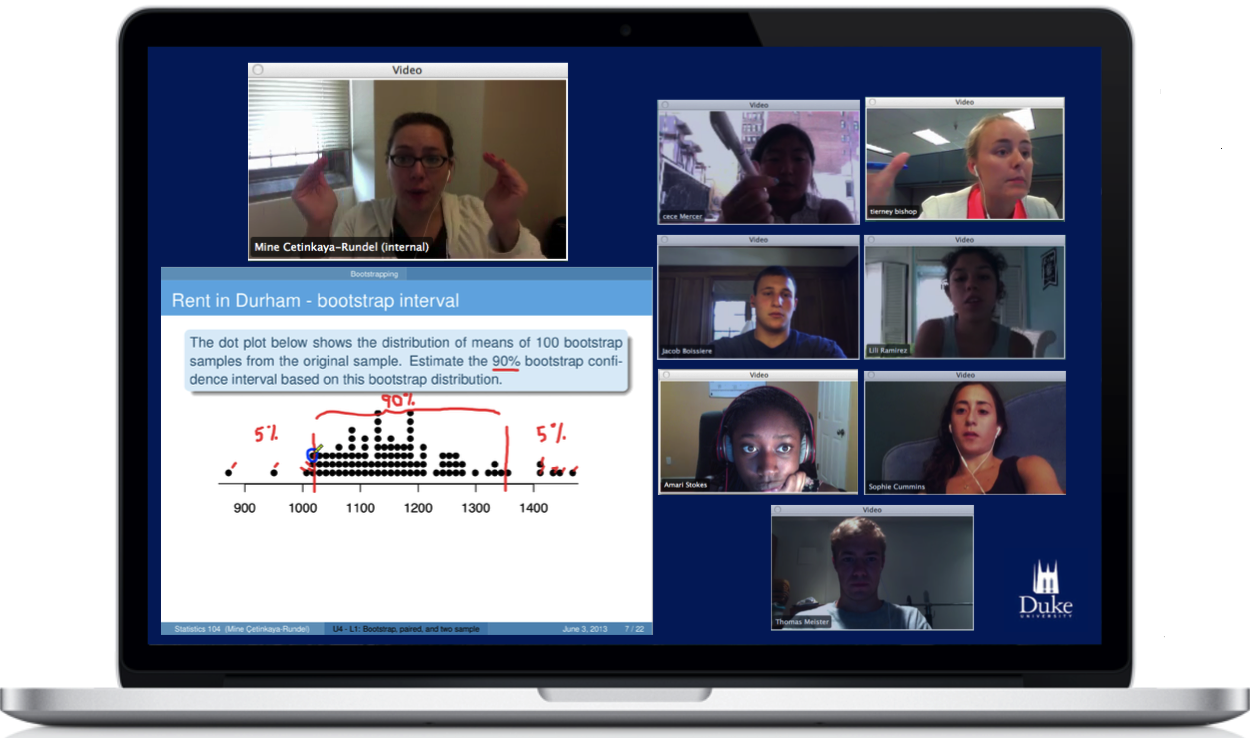 Video
Mine Cetinkaya-Rundel (internal)
Video
cece Mercer
Video
tierney bishop
Video
Jacob Boissiere
Video
Lili Ramirez
Video
Amari Stokes
Video
Sophie Cummins
Video
Thomas Meister
Bootstrapping
Rent in Durham - bootstrap interval
The dot plot below shows the distribution of means of 100 bootstrap
samples from the original sample. Estimate the 90% bootstrap confi-
dence interval based on this bootstrap distribution.
90%
5%
5%
900 1000 1100 1200 1300 1400
Statistics 104 (Mine Çetinkaya-Rundel) U4 - L1: Bootstrap, paired, and two sample June 3, 2013 7 / 22
Duke
UNIVERSITY